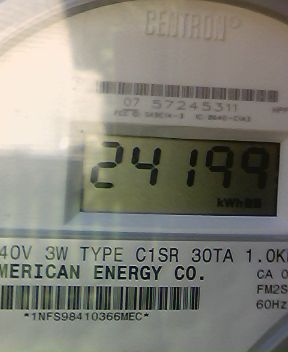 CENTRON®
07 57245311
24199
kWh
40V 3W TYPE C1SR 30TA 1.0K
MERICAN ENERGY CO.
CA 0
FM2S
60Hz
*1NFS98410366MEC*